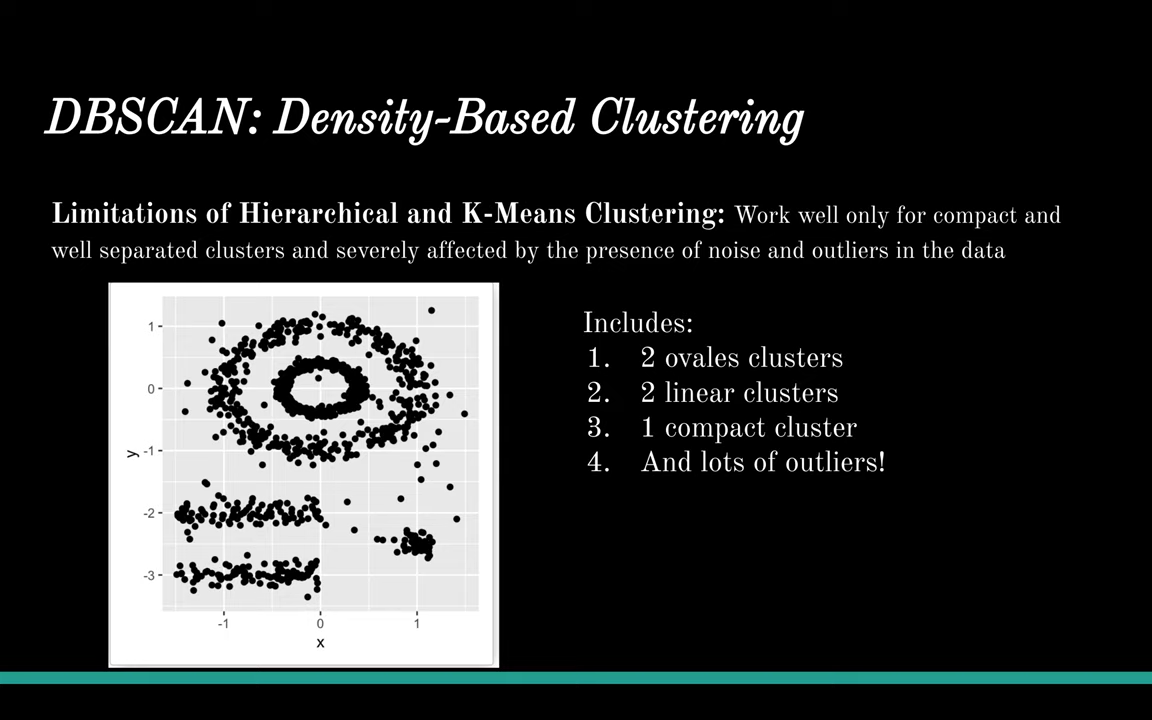 DBSCAN: Density-Based Clustering
Limitations of Hierarchical and K-Means Clustering: Work well only for compact and
well separated clusters and severely affected by the presence of noise and outliers in the data
Includes:
1. 2 ovales clusters
2. 2 linear clusters
3. 1 compact cluster
4. And lots of outliers!
1
0
-1
-2
-3
y
-1 0 1
x